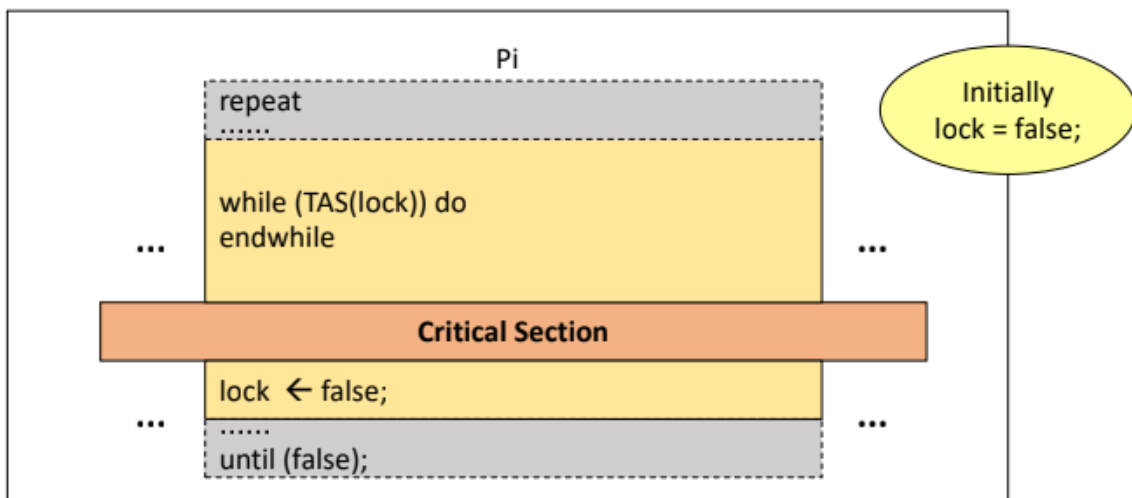 Pi
repeat
......
Initially
lock = false;
while (TAS(lock)) do
endwhile
... ...
Critical Section
lock ← false;
... ...
......
until (false);